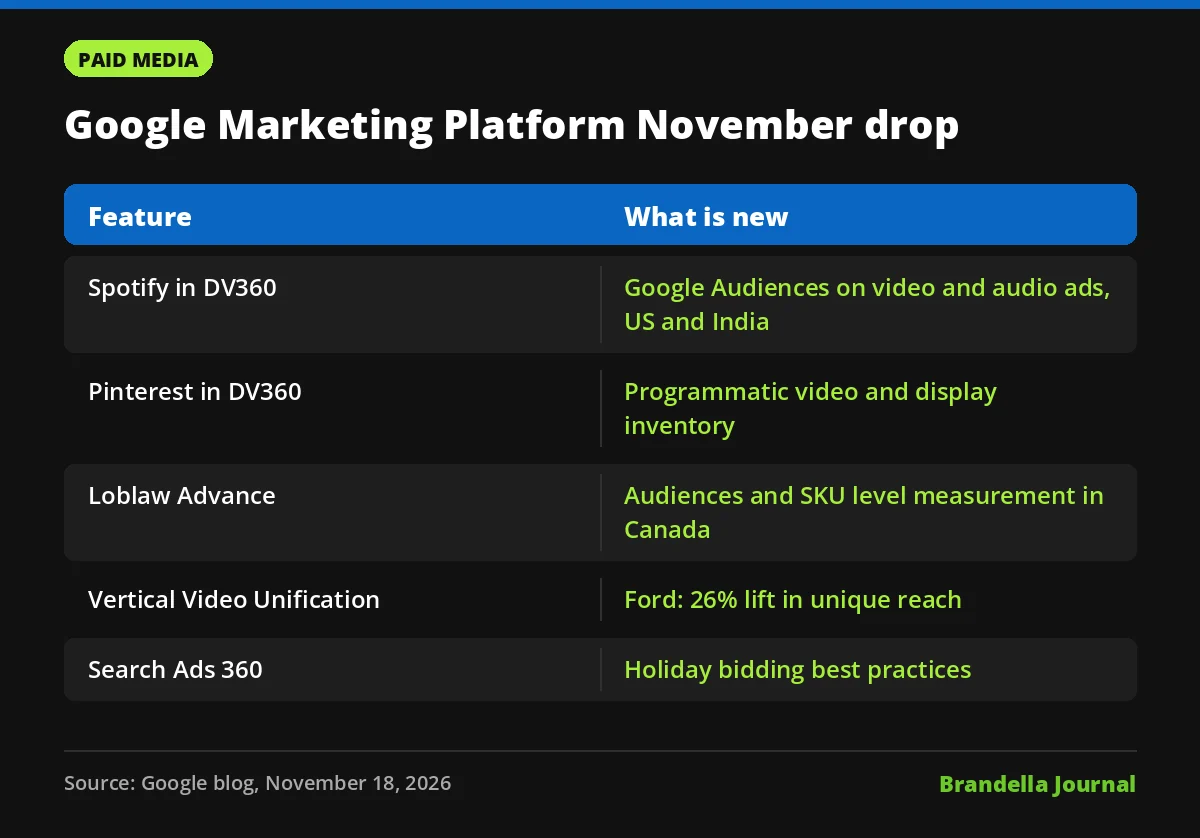 PAID MEDIA
Google Marketing Platform November drop
Feature
What is new
Spotify in DV360
Google Audiences on video and audio ads,
US and India
Pinterest in DV360
Programmatic video and display
inventory
Loblaw Advance
Audiences and SKU level measurement in
Canada
Vertical Video Unification
Ford: 26% lift in unique reach
Search Ads 360
Holiday bidding best practices
Source: Google blog, November 18, 2026
Brandella Journal